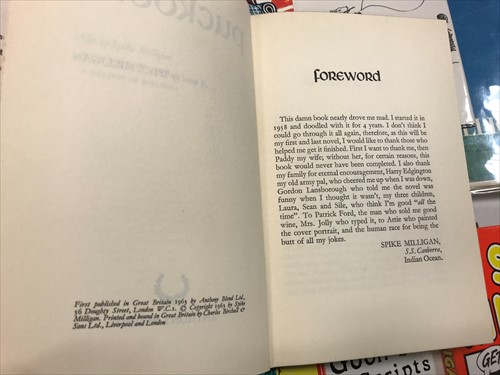 puckoo
SPIKE MILLIGAN
First published in Great Britain 1963 by Anthony Blond Ltd.,
56 Doughty Street, London W.C.1. © Copyright 1963 by Spike
Milligan. Printed and bound in Great Britain by Charles Birchall &
Sons Ltd., Liverpool and London
foreword
This damn book nearly drove me mad. I started it in
1958 and doodled with it for 4 years. I don't think I
could go through it all again, therefore, as this will be
my first and last novel, I would like to thank those who
helped me get it finished. First I want to thank me, then
Paddy my wife; without her, for certain reasons, this
book would never have been completed. I also thank
my family for eternal encouragement, Harry Edgington
my old army pal, who cheered me up when I was down,
Gordon Lansborough who told me the novel was
funny when I thought it wasn't, my three children,
Laura, Sean and Sile, who think I'm good "all the
time". To Patrick Ford, the man who sold me good
wine, Mrs. Jolly who typed it, to Artie who painted
the cover portrait, and the human race for being the
butt of all my jokes.
SPIKE MILLIGAN,
S.S. Canberra,
Indian Ocean.
Scripts
GET